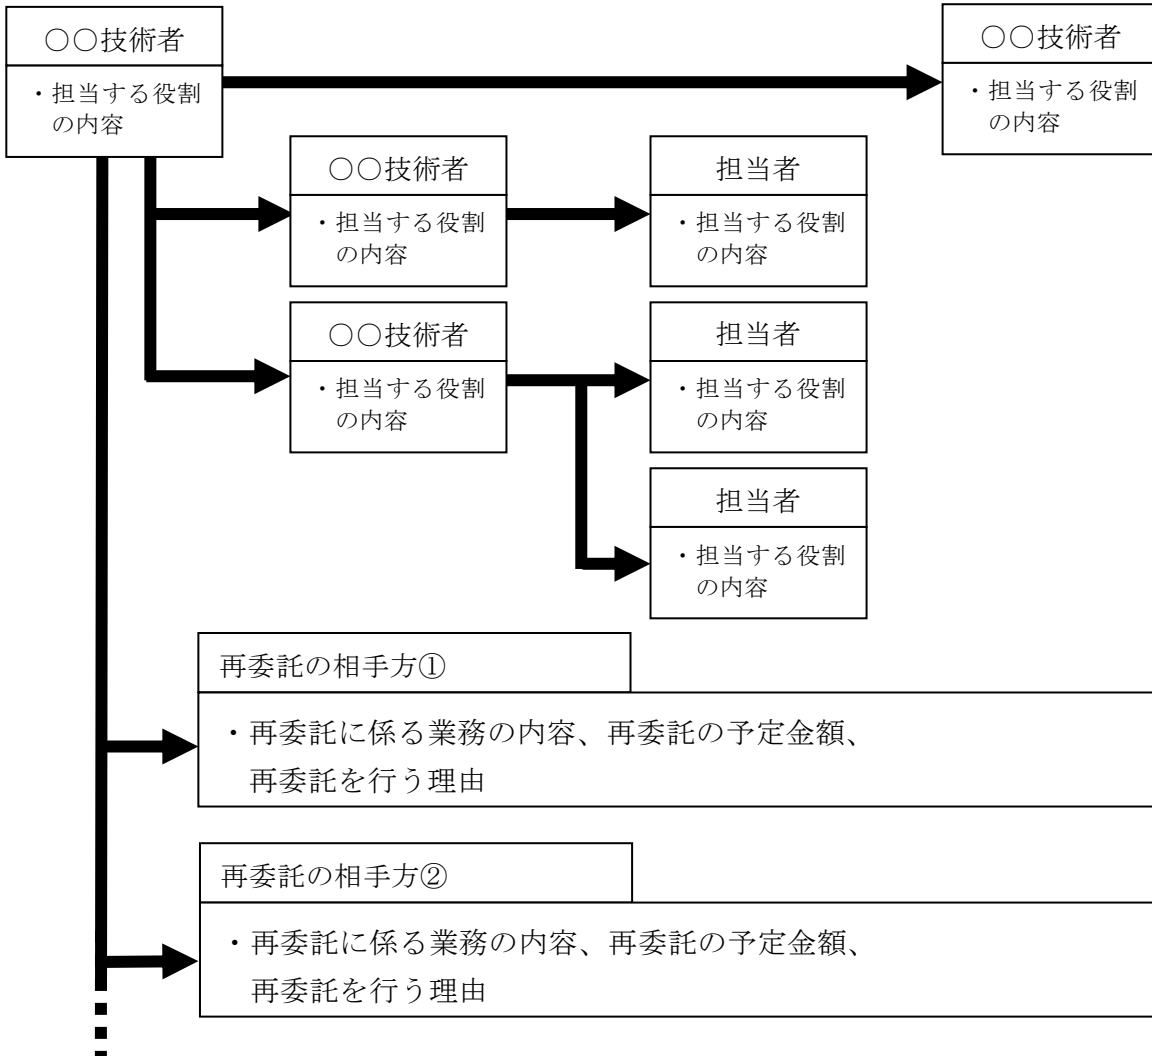 ○○技術者
・担当する役割
の内容
○○技術者
・担当する役割
の内容
○○技術者
・担当する役割
の内容
担当者
・担当する役割
の内容
○○技術者
・担当する役割
の内容
担当者
・担当する役割
の内容
担当者
・担当する役割
の内容
再委託の相手方①
・再委託に係る業務の内容、再委託の予定金額、
再委託を行う理由
再委託の相手方②
・再委託に係る業務の内容、再委託の予定金額、
再委託を行う理由